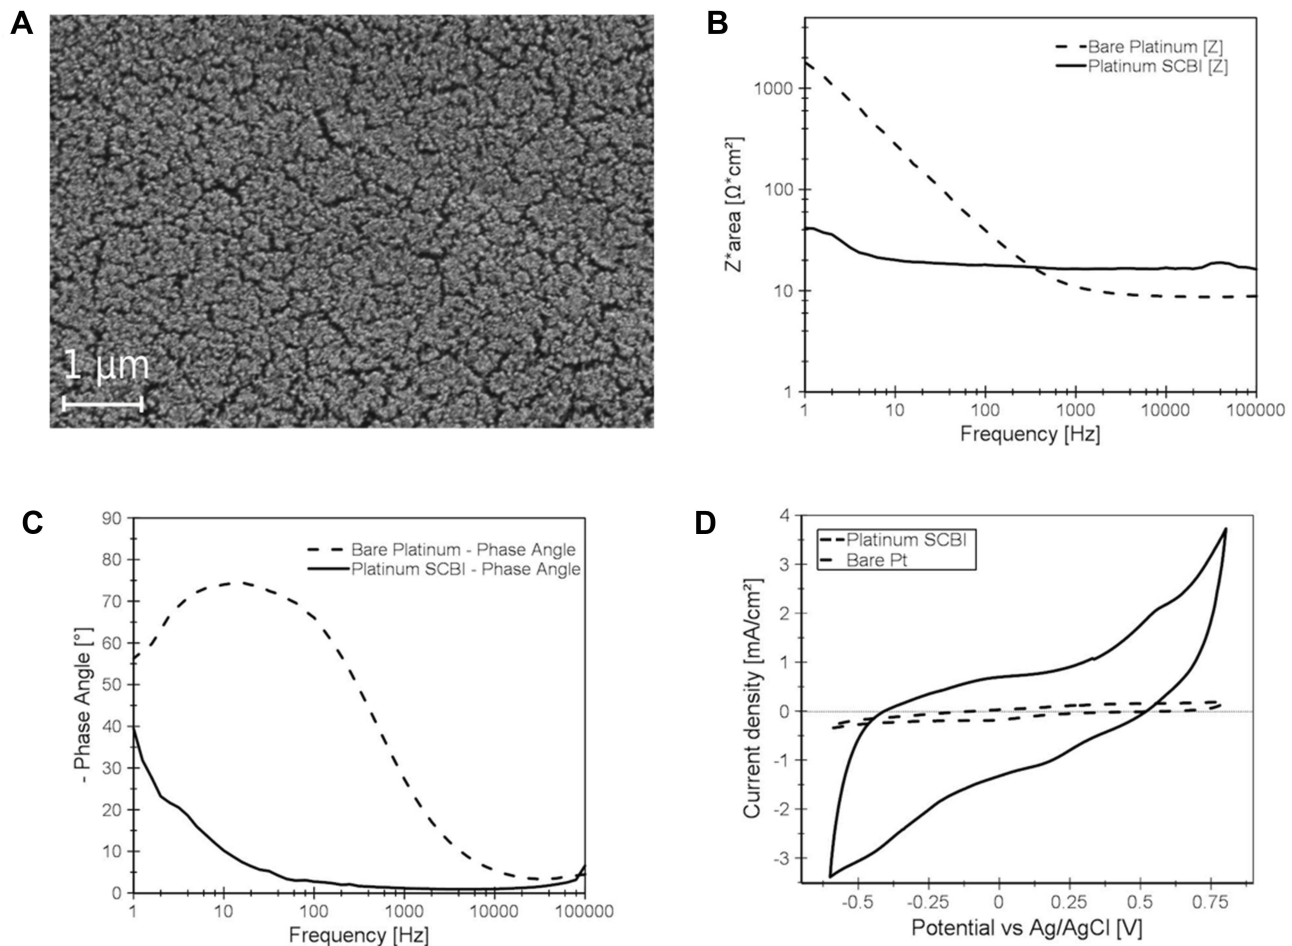 A
1 µm
B
Bare Platinum [Z]
Platinum SCBI [Z]
1000
100
10
1
Z*area [Ω*cm²]
1 10 100 1000 10000 100000
Frequency [Hz]
C
90
80
70
60
50
40
30
20
10
0
- Phase Angle [°]
Bare Platinum - Phase Angle
Platinum SCBI - Phase Angle
1 10 100 1000 10000 100000
Frequency [Hz]
D
Platinum SCBI
Bare Pt
4
3
2
1
0
-1
-2
-3
Current density [mA/cm²]
-0.5 -0.25 0 0.25 0.5 0.75
Potential vs Ag/AgCl [V]